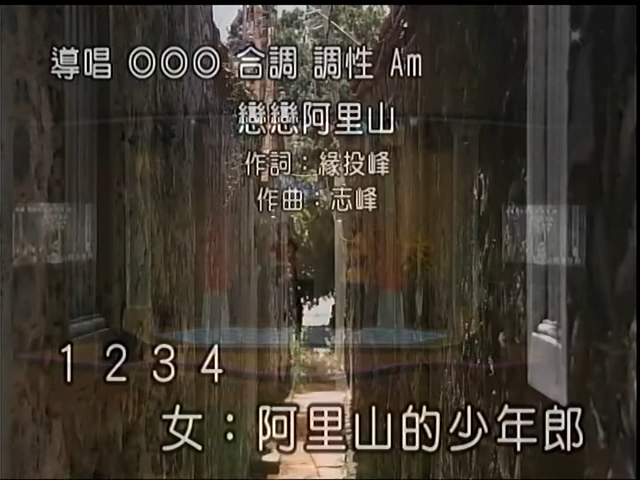 導唱 ◎◎◎ 合調 調性 Am
戀戀阿里山
作詞：緣投峰
作曲：志峰
1 2 3 4
女：阿里山的少年郎